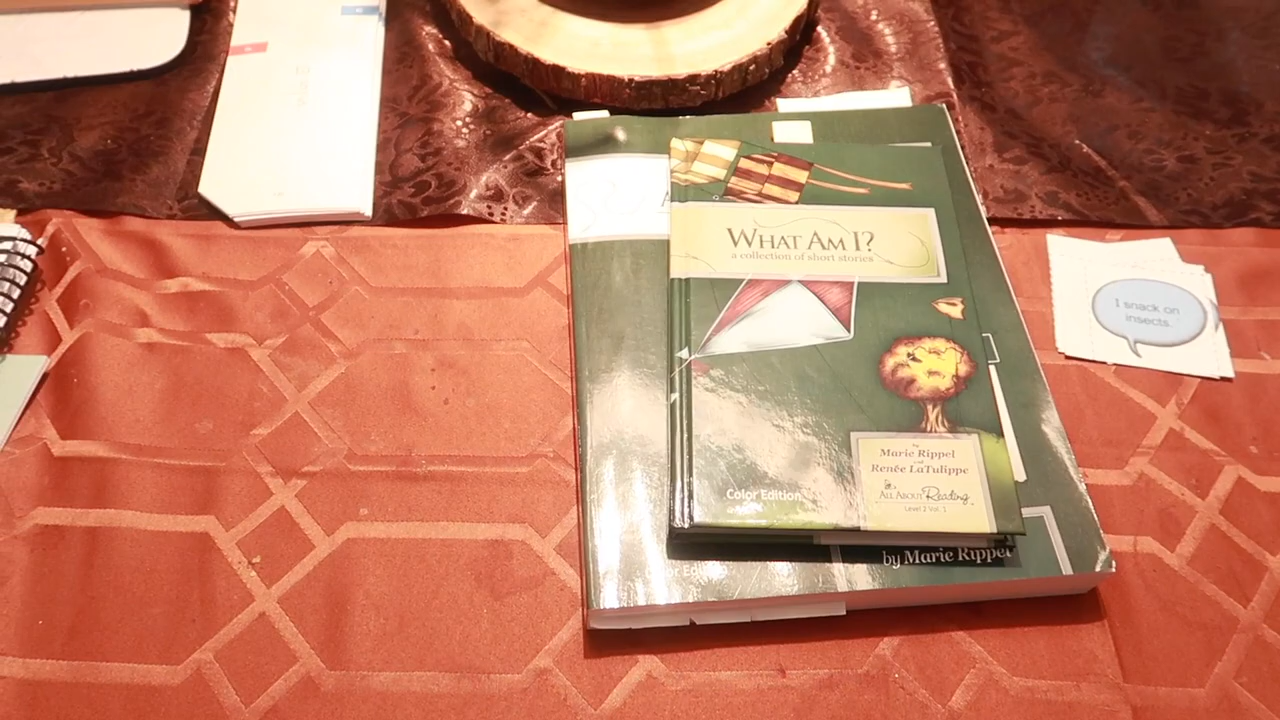 WHAT AM I?
a collection of short stories
I snack on
insects.
by
Marie Rippel
and
Renée LaTulippe
ALL ABOUT Reading
Level 2 Vol. 1
Color Edition
by Marie Rippel